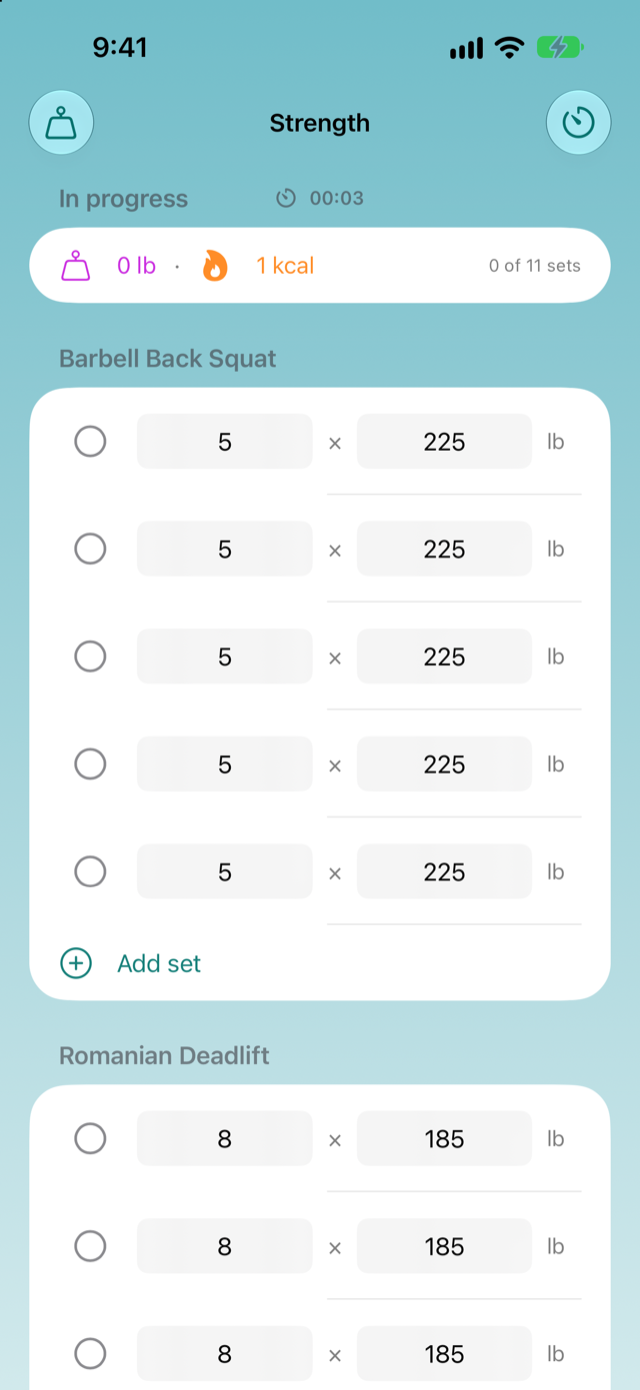 9:41
Strength
In progress 00:03
0 lb · 1 kcal 0 of 11 sets
Barbell Back Squat
5 × 225 lb
5 × 225 lb
5 × 225 lb
5 × 225 lb
5 × 225 lb
Add set
Romanian Deadlift
8 × 185 lb
8 × 185 lb
8 × 185 lb